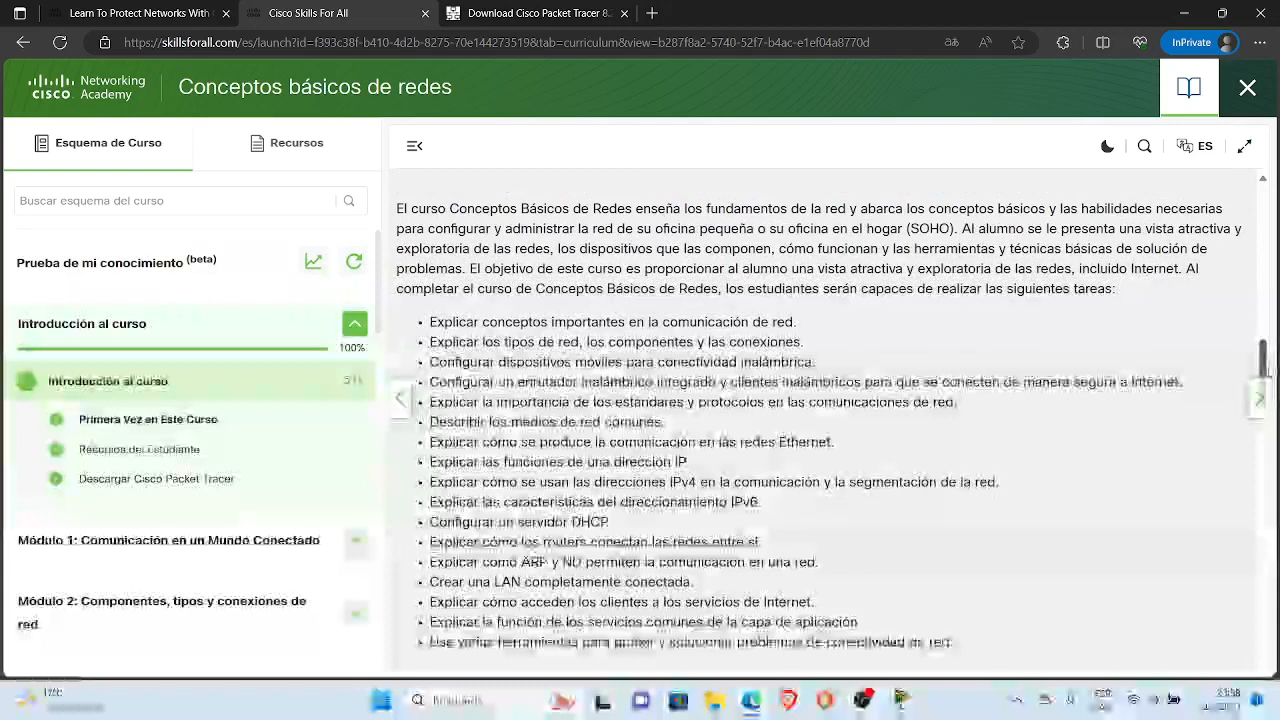 Learn To Protect Networks With
Cisco Skills For All
Download Cisco Packet Tracer 8..
https://skillsforall.com/es/launch?id=f393c38f-b410-4d2b-8275-70e144273519&tab=curriculum&view=b287f8a2-5740-52f7-b4ac-e1ef04a8770d
InPrivate
Networking
CISCO Academy
Conceptos básicos de redes
Esquema de Curso
Recursos
ES
Buscar esquema del curso
Prueba de mi conocimiento (beta)
Introducción al curso
100%
Introducción al curso
Primera Vez en Este Curso
Recursos del Estudiante
Descargar Cisco Packet Tracer
Módulo 1: Comunicación en un Mundo Conectado
Módulo 2: Componentes, tipos y conexiones de
red
El curso Conceptos Básicos de Redes enseña los fundamentos de la red y abarca los conceptos básicos y las habilidades necesarias
para configurar y administrar la red de su oficina pequeña o su oficina en el hogar (SOHO). Al alumno se le presenta una vista atractiva y
exploratoria de las redes, los dispositivos que las componen, cómo funcionan y las herramientas y técnicas básicas de solución de
problemas. El objetivo de este curso es proporcionar al alumno una vista atractiva y exploratoria de las redes, incluido Internet. Al
completar el curso de Conceptos Básicos de Redes, los estudiantes serán capaces de realizar las siguientes tareas:
• Explicar conceptos importantes en la comunicación de red.
• Explicar los tipos de red, los componentes y las conexiones.
• Configurar dispositivos móviles para conectividad inalámbrica.
• Configurar un enrutador inalámbrico integrado y clientes inalámbricos para que se conecten de manera segura a Internet.
• Explicar la importancia de los estándares y protocolos en las comunicaciones de red.
• Describir los medios de red comunes.
• Explicar cómo se produce la comunicación en las redes Ethernet.
• Explicar las funciones de una dirección IP
• Explicar cómo se usan las direcciones IPv4 en la comunicación y la segmentación de la red.
• Explicar las características del direccionamiento IPv6.
• Configurar un servidor DHCP.
• Explicar cómo los routers conectan las redes entre sí.
• Explicar cómo ARP y ND permiten la comunicación en una red.
• Crear una LAN completamente conectada.
• Explicar cómo acceden los clientes a los servicios de Internet.
• Explicar la función de los servicios comunes de la capa de aplicación
• Use varias herramientas para probar y solucionar problemas de conectividad de red.